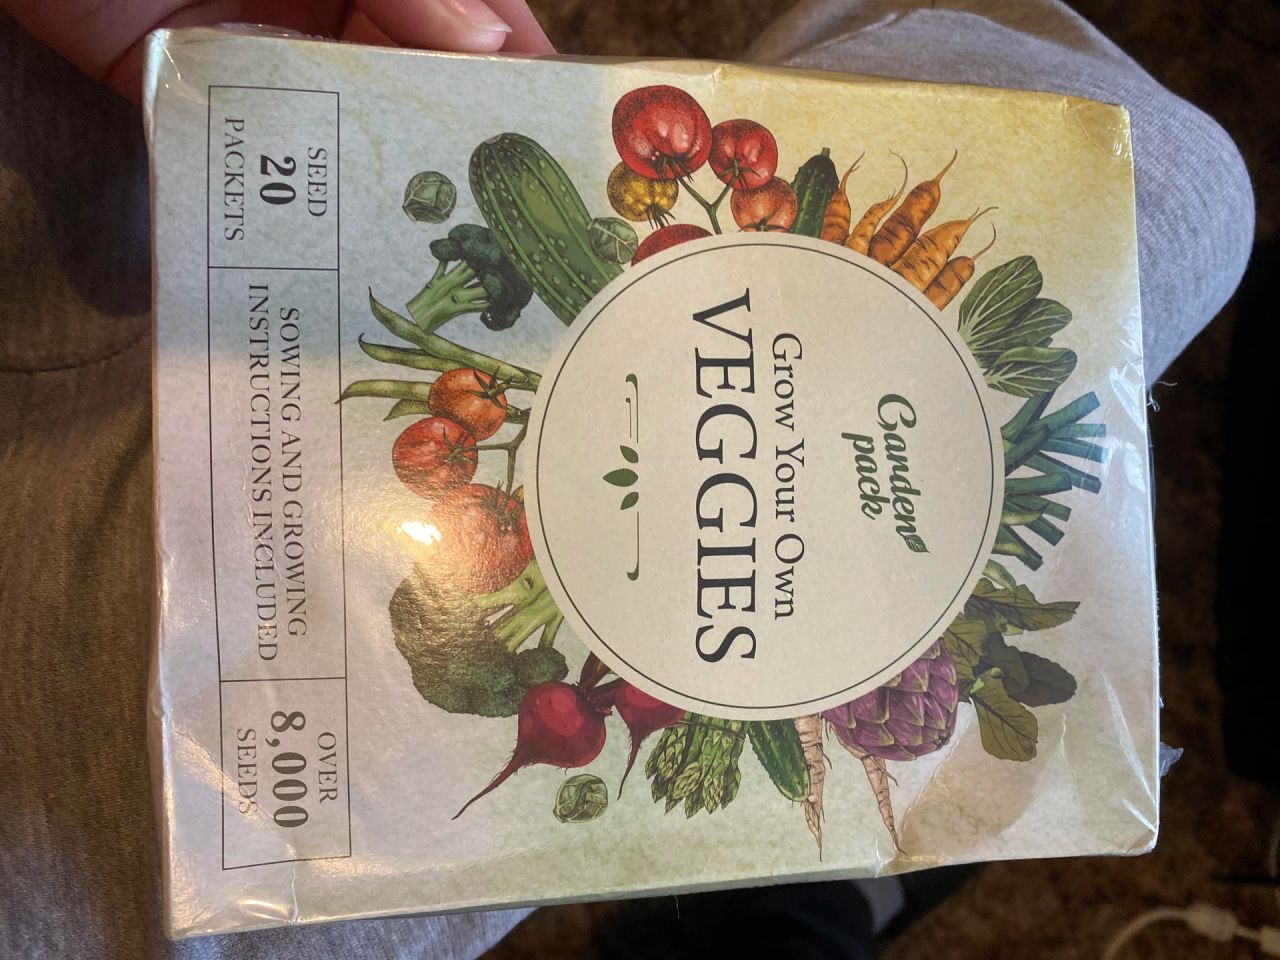 Garden
pack
Grow Your Own
VEGGIES
SEED
20
PACKETS
SOWING AND GROWING
INSTRUCTIONS INCLUDED
OVER
8,000
SEEDS